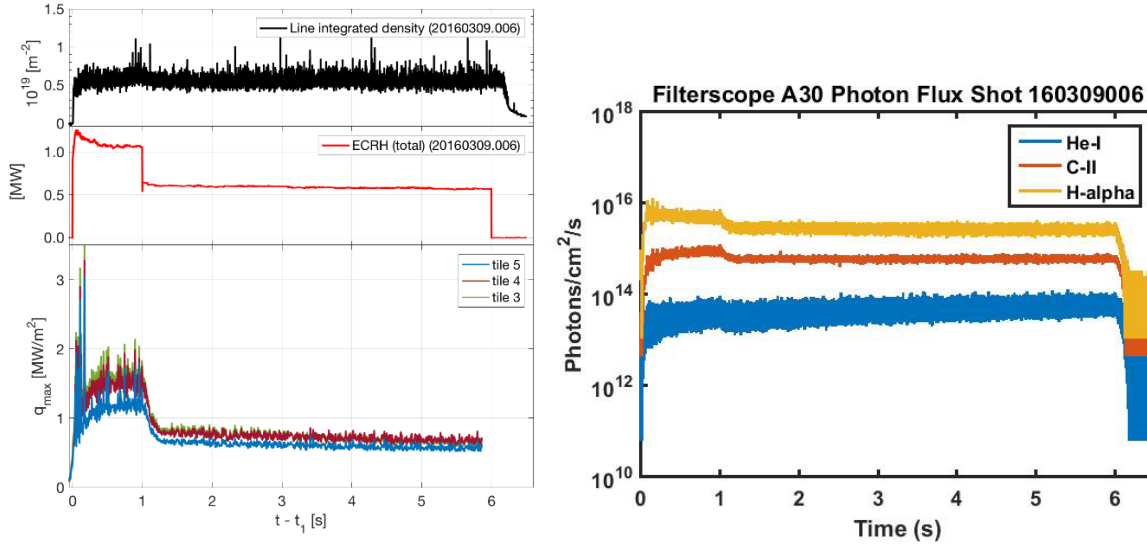 1.5
Line integrated density (20160309.006)
1.0
0.5
0
10^19 [m^-2]
ECRH (total) (20160309.006)
1.0
0.5
0.0
[MW]
tile 5
tile 4
tile 3
3
2
1
0
q_max [MW/m^2]
0 1 2 3 4 5 6
t - t_1 [s]
Filterscope A30 Photon Flux Shot 160309006
He-I
C-II
H-alpha
10^18
10^16
10^14
10^12
10^10
Photons/cm^2/s
0 1 2 3 4 5 6
Time (s)